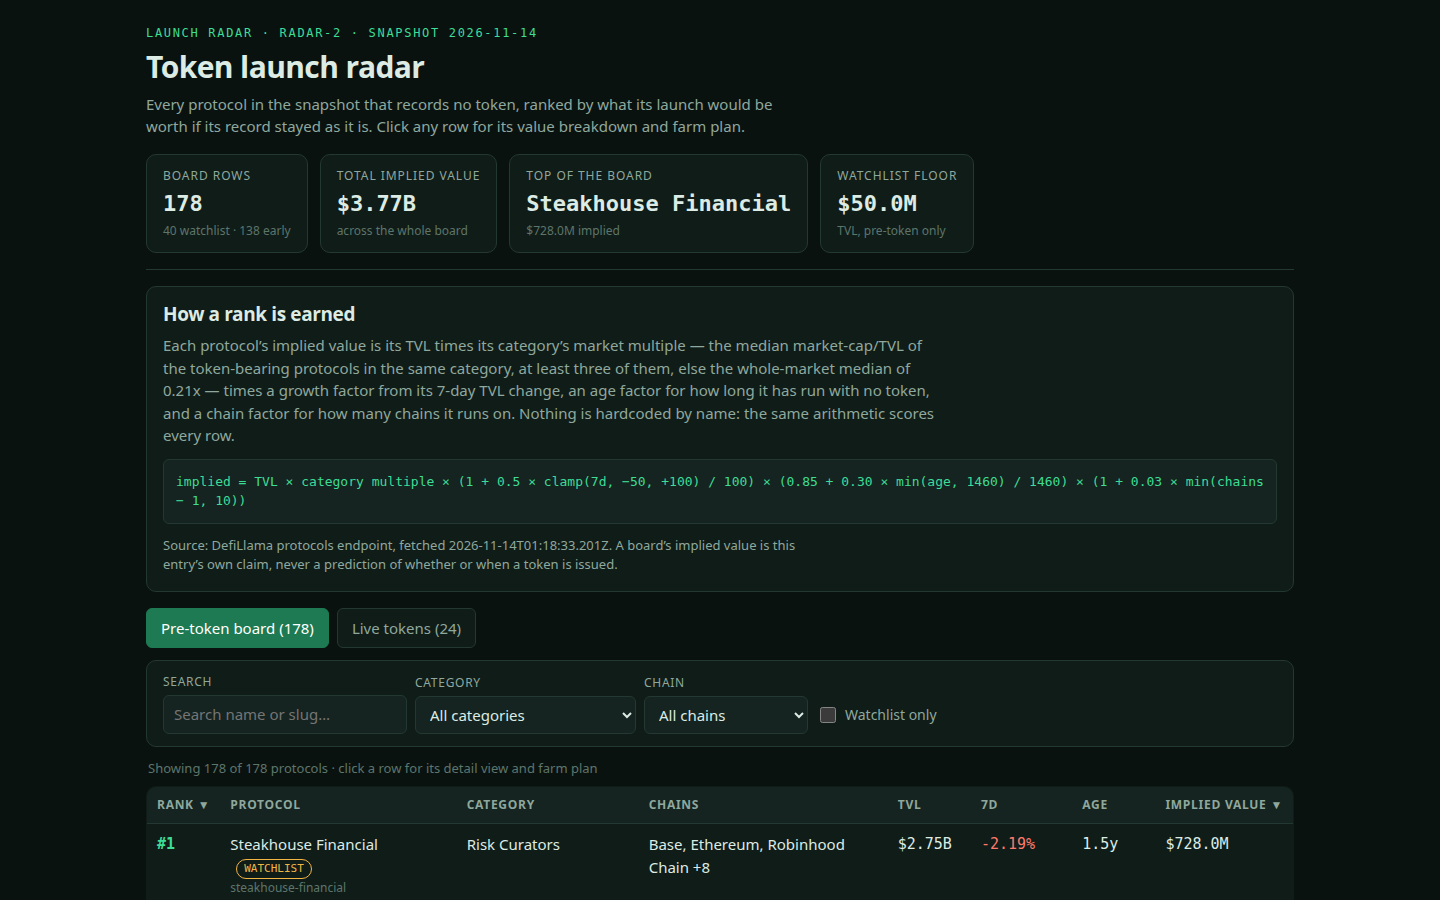 LAUNCH RADAR · RADAR-2 · SNAPSHOT 2026-11-14
Token launch radar
Every protocol in the snapshot that records no token, ranked by what its launch would be
worth if its record stayed as it is. Click any row for its value breakdown and farm plan.
BOARD ROWS
178
40 watchlist · 138 early
TOTAL IMPLIED VALUE
$3.77B
across the whole board
TOP OF THE BOARD
Steakhouse Financial
$728.0M implied
WATCHLIST FLOOR
$50.0M
TVL, pre-token only
How a rank is earned
Each protocol’s implied value is its TVL times its category’s market multiple — the median market-cap/TVL of
the token-bearing protocols in the same category, at least three of them, else the whole-market median of
0.21x — times a growth factor from its 7-day TVL change, an age factor for how long it has run with no token,
and a chain factor for how many chains it runs on. Nothing is hardcoded by name: the same arithmetic scores
every row.
implied = TVL × category multiple × (1 + 0.5 × clamp(7d, −50, +100) / 100) × (0.85 + 0.30 × min(age, 1460) / 1460) × (1 + 0.03 × min(chains
− 1, 10))
Source: DefiLlama protocols endpoint, fetched 2026-11-14T01:18:33.201Z. A board’s implied value is this
entry’s own claim, never a prediction of whether or when a token is issued.
Pre-token board (178)
Live tokens (24)
SEARCH
Search name or slug…
CATEGORY
All categories
CHAIN
All chains
Watchlist only
Showing 178 of 178 protocols · click a row for its detail view and farm plan
RANK ▼ PROTOCOL CATEGORY CHAINS TVL 7D AGE IMPLIED VALUE ▼
#1 Steakhouse Financial Risk Curators Base, Ethereum, Robinhood $2.75B -2.19% 1.5y $728.0M
WATCHLIST Chain +8
steakhouse-financial